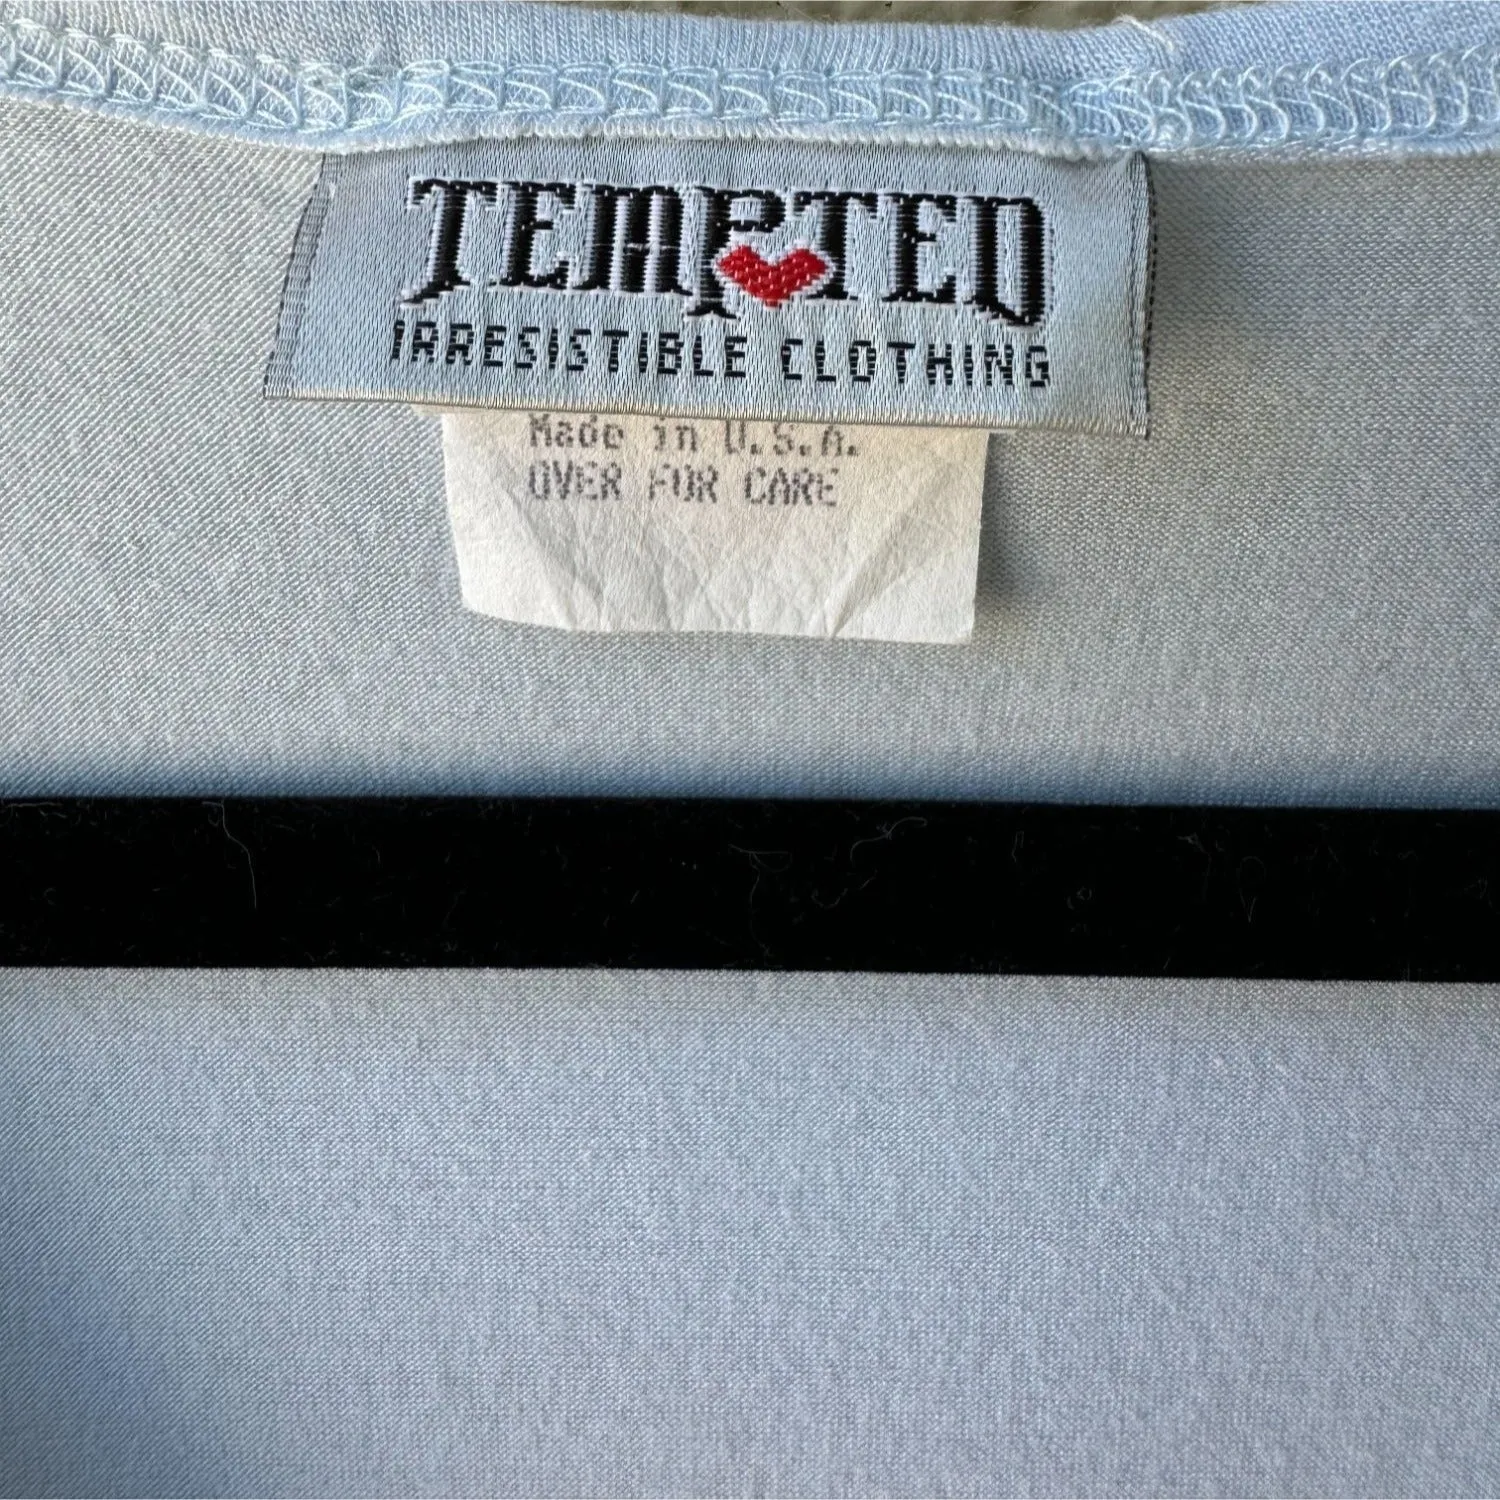 TEMPTED
IRRESISTIBLE CLOTHING
Made in U.S.A.
OVER FOR CARE